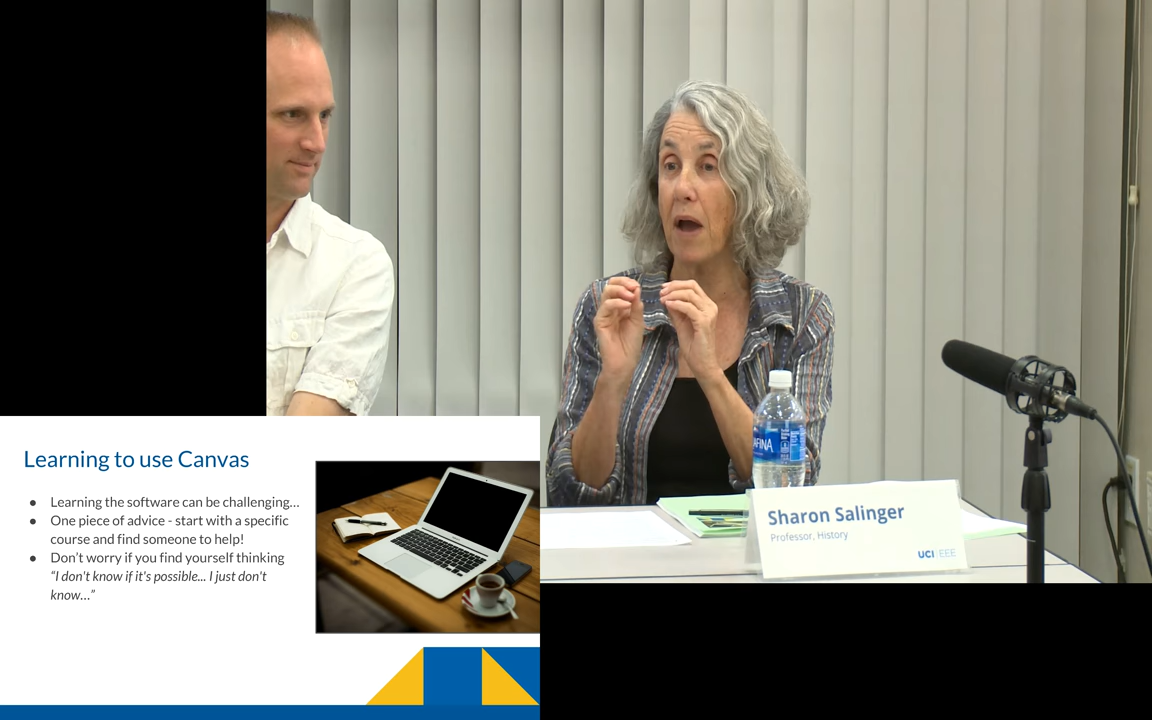 Learning to use Canvas
● Learning the software can be challenging...
● One piece of advice - start with a specific
course and find someone to help!
● Don't worry if you find yourself thinking
“I don't know if it's possible... I just don't
know...”
AFINA
Sharon Salinger
Professor, History
UCI EEE